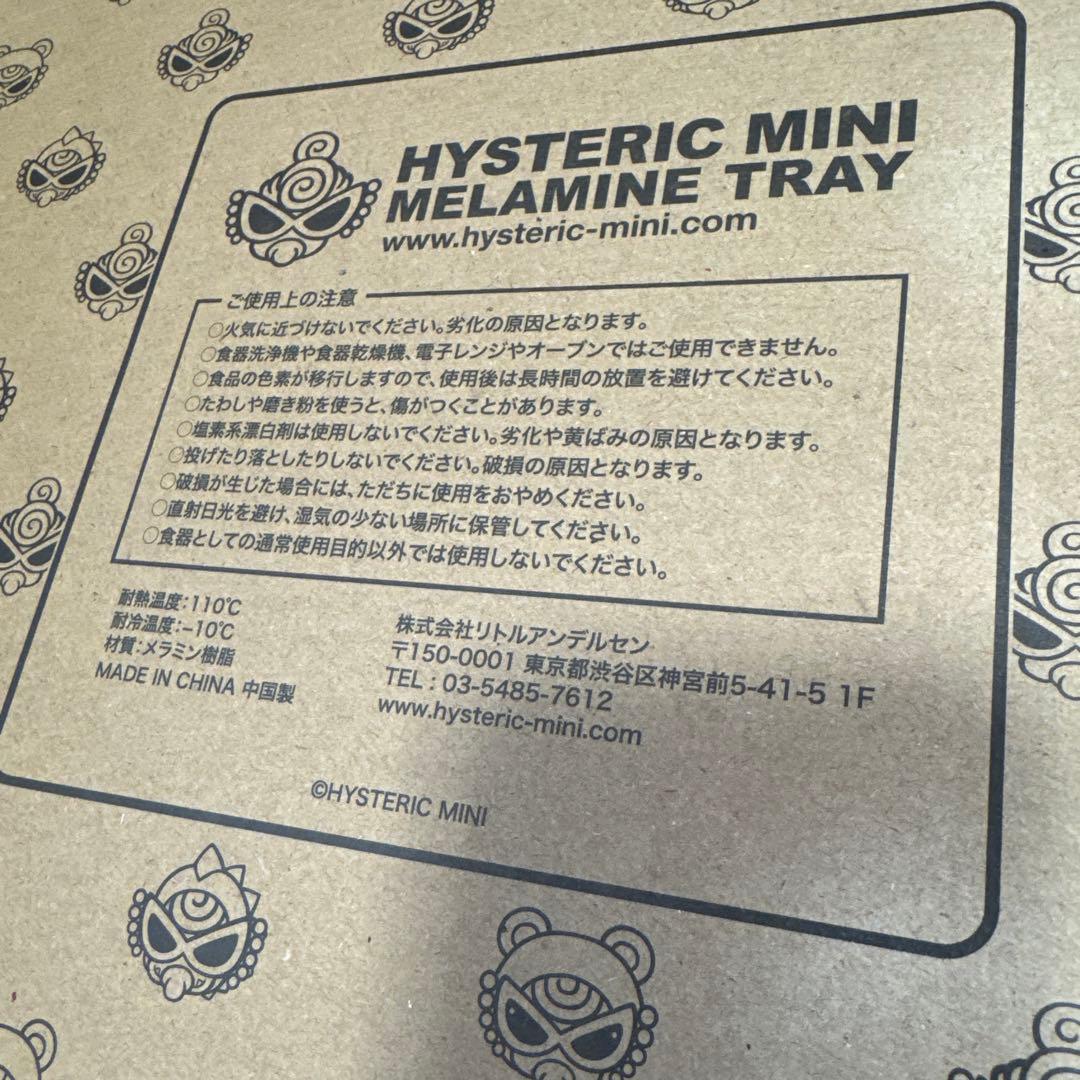 HYSTERIC MINI
MELAMINE TRAY
www.hysteric-mini.com
ご使用上の注意
○火気に近づけないでください。劣化の原因となります。
○食器洗浄機や食器乾燥機、電子レンジやオーブンではご使用できません。
○食品の色素が移行しますので、使用後は長時間の放置を避けてください。
○たわしや磨き粉を使うと、傷がつくことがあります。
○塩素系漂白剤は使用しないでください。劣化や黄ばみの原因となります。
○投げたり落としたりしないでください。破損の原因となります。
○破損が生じた場合には、ただちに使用をおやめください。
○直射日光を避け、湿気の少ない場所に保管してください。
○食器としての通常使用目的以外では使用しないでください。
耐熱温度：110℃
耐冷温度：−10℃
材質：メラミン樹脂
MADE IN CHINA 中国製
株式会社リトルアンデルセン
〒150-0001 東京都渋谷区神宮前5-41-5 1F
TEL : 03-5485-7612
www.hysteric-mini.com
©HYSTERIC MINI